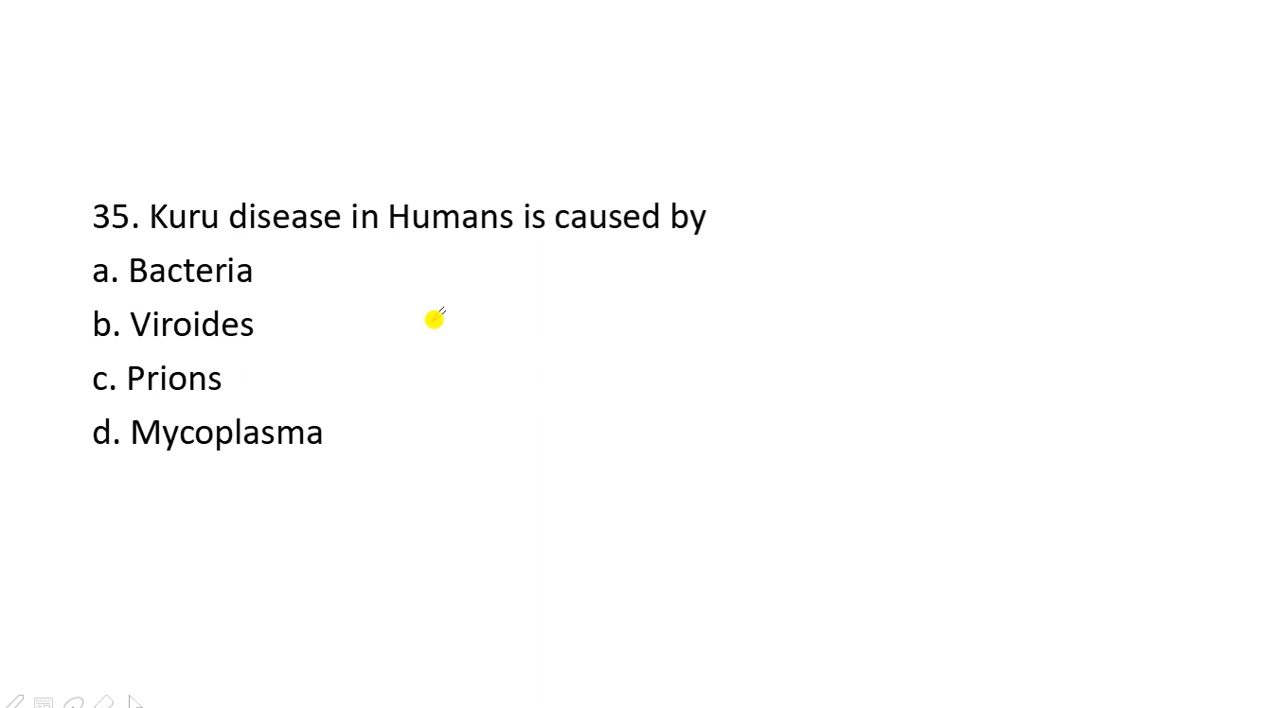 35. Kuru disease in Humans is caused by
a. Bacteria
b. Viroides
c. Prions
d. Mycoplasma